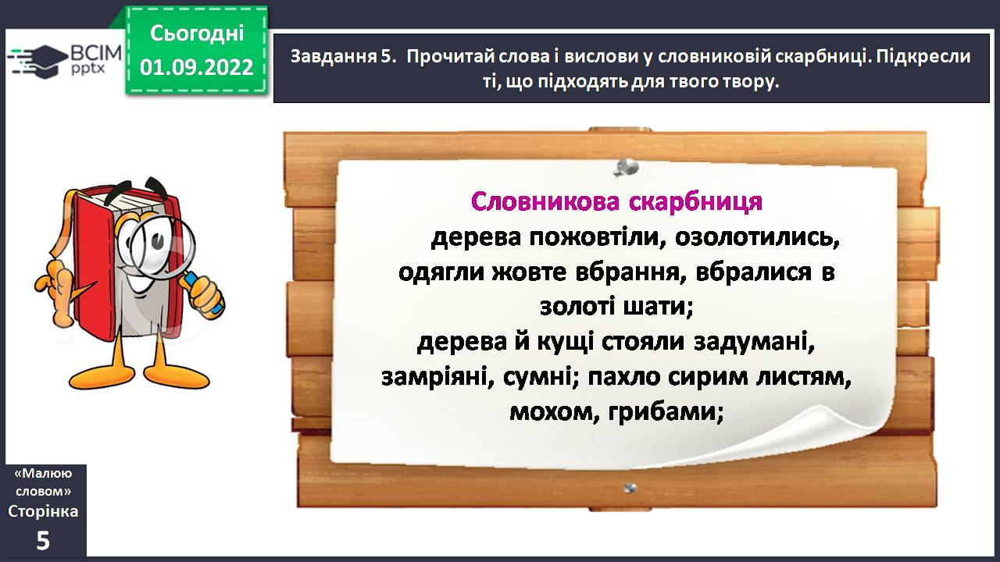 Сьогодні
01.09.2022
BCIM
pptx
Завдання 5. Прочитай слова і вислови у словниковій скарбниці. Підкресли
ті, що підходять для твого твору.
Словникова скарбниця
дерева пожовтіли, озолотились,
одягли жовте вбрання, вбралися в
золоті шати;
дерева й кущі стояли задумані,
замріяні, сумні; пахло сирим листям,
мохом, грибами;
«Малюю
словом»
Сторінка
5